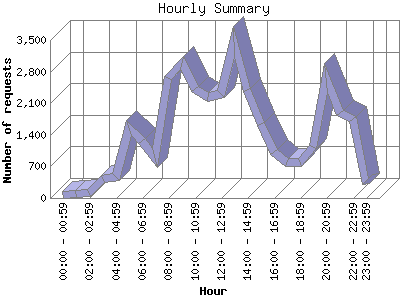 Hourly Summary
Number of requests
3,500
2,800
2,100
1,400
700
0
00:00 - 00:59
02:00 - 02:59
04:00 - 04:59
06:00 - 06:59
08:00 - 08:59
10:00 - 10:59
12:00 - 12:59
14:00 - 14:59
16:00 - 16:59
18:00 - 18:59
20:00 - 20:59
22:00 - 22:59
23:00 - 23:59
Hour